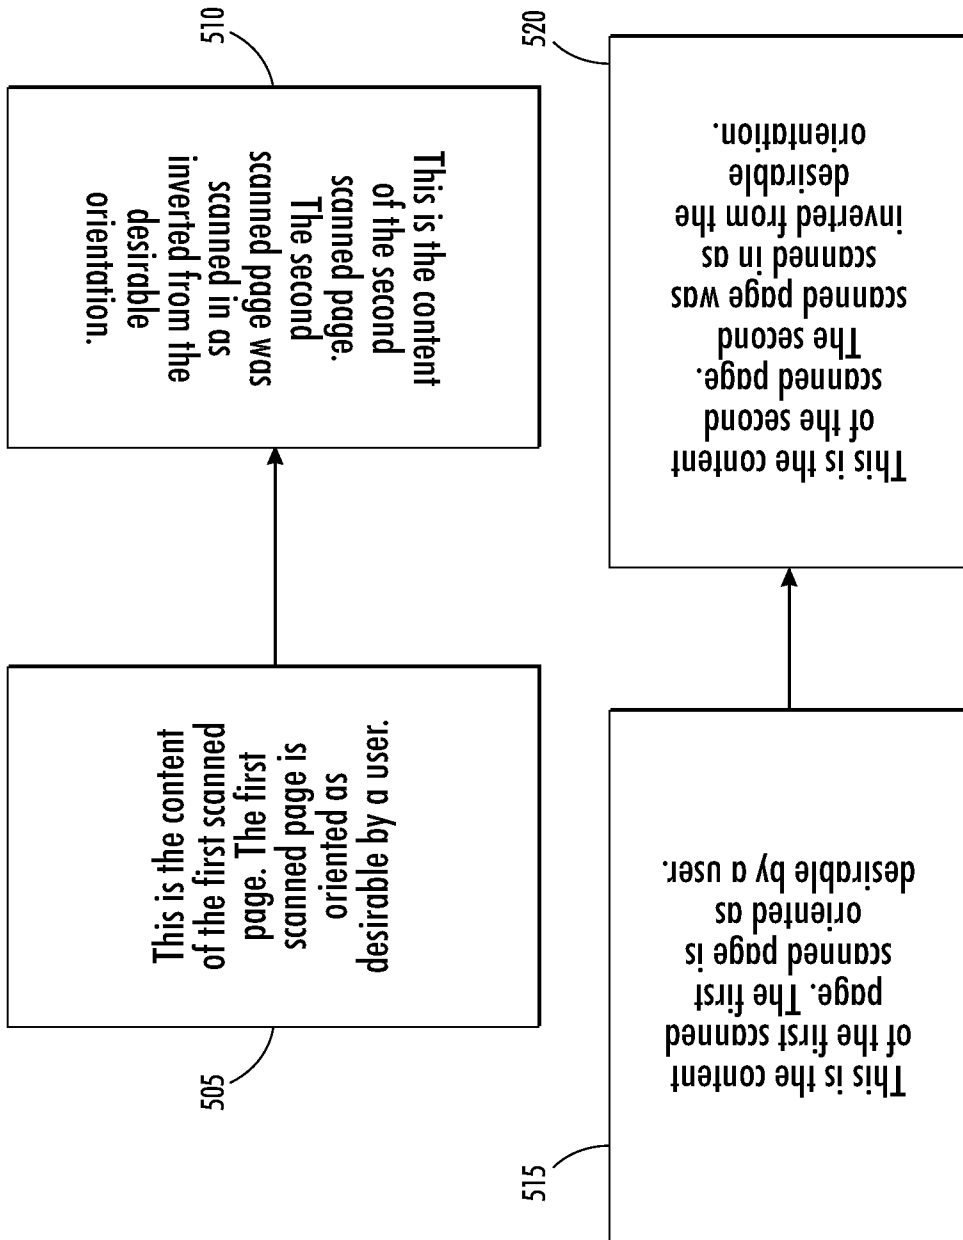 505
This is the content
of the first scanned
page. The first
scanned page is
oriented as
desirable by a user.
510
This is the content
of the second
scanned page.
The second
scanned page was
scanned in as
inverted from the
desirable
orientation.
515
This is the content
of the first scanned
page. The first
scanned page is
oriented as
desirable by a user.
520
This is the content
of the second
scanned page.
The second
scanned page was
scanned in as
inverted from the
desirable
orientation.